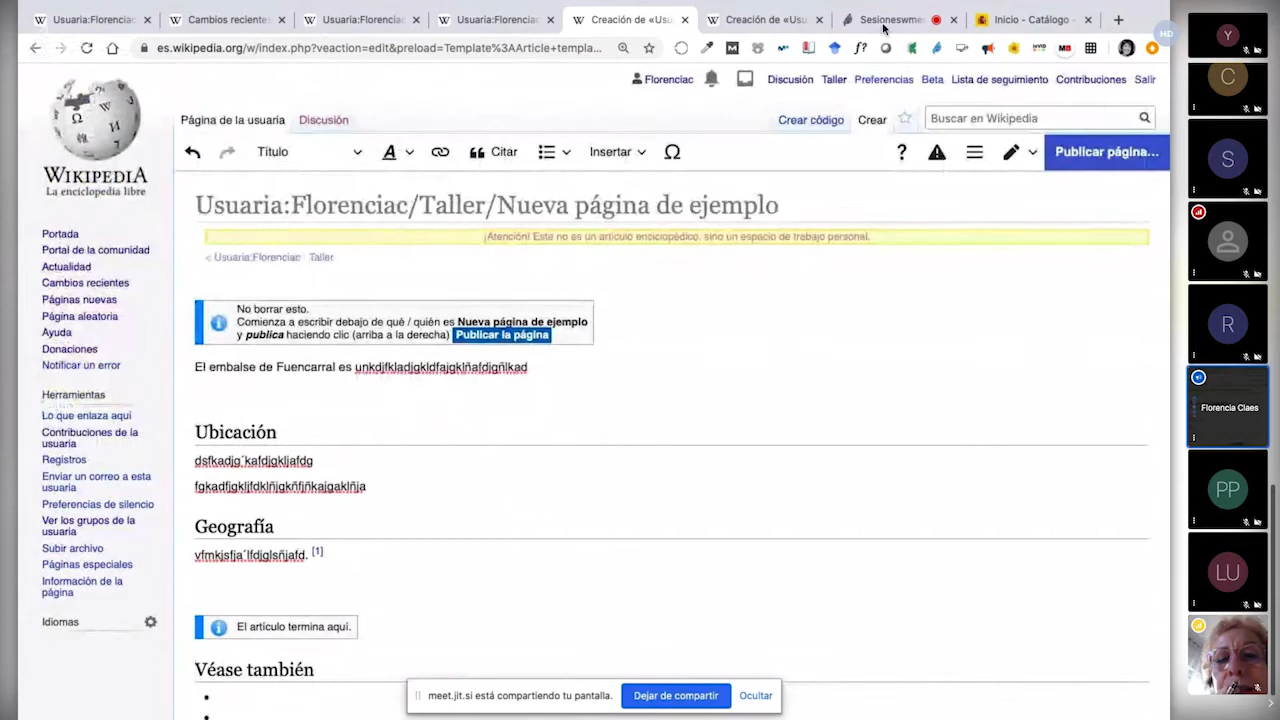 Usuaria:Florenciac
Cambios recientes
Usuaria:Florenciac
Usuaria:Florenciac
Creación de «Usu
Creación de «Usu
Sesioneswme
Inicio - Catálogo
es.wikipedia.org/w/index.php?veaction=edit&preload=Template%3AArticle+templa...
HD
Y
Florenciac
Discusión Taller Preferencias Beta Lista de seguimiento Contribuciones Salir
C
Página de la usuaria Discusión
Crear código Crear
Buscar en Wikipedia
Título
Citar
Insertar
Publicar página...
S
WIKIPEDIA
La enciclopedia libre
Usuaria:Florenciac/Taller/Nueva página de ejemplo
¡Atención! Este no es un artículo enciclopédico, sino un espacio de trabajo personal.
< Usuaria:Florenciac Taller
Portada
Portal de la comunidad
Actualidad
Cambios recientes
Páginas nuevas
Página aleatoria
Ayuda
Donaciones
Notificar un error
Herramientas
Lo que enlaza aquí
Contribuciones de la
usuaria
Registros
Enviar un correo a esta
usuaria
Preferencias de silencio
Ver los grupos de la
usuaria
Subir archivo
Páginas especiales
Información de la
página
Idiomas
No borrar esto.
Comienza a escribir debajo de qué / quién es Nueva página de ejemplo
y publica haciendo clic (arriba a la derecha) Publicar la página
El embalse de Fuencarral es unkdjfkladjgkldfajgklñafdjgñlkad
Ubicación
dsfkadjg´kafdjgkljafdg
fgkadfjgkljfdklñjgkñfjñkajgaklñja
Geografía
vfmkjsfja´lfdjglsñjafd. [1]
El artículo termina aquí.
Véase también
R
Florencia Claes
PP
LU
meet.jit.si está compartiendo tu pantalla.
Dejar de compartir
Ocultar